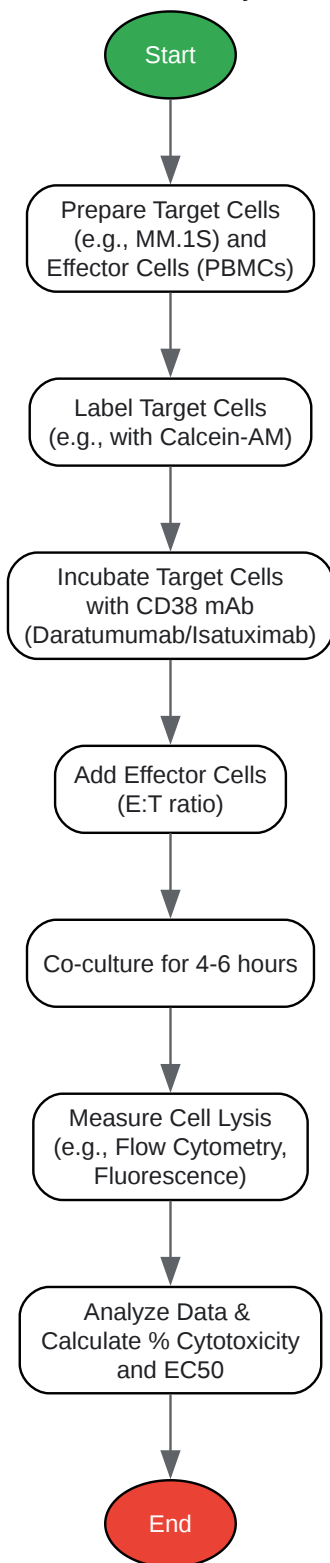 Start
Prepare Target Cells
(e.g., MM.1S) and
Effector Cells (PBMCs)
Label Target Cells
(e.g., with Calcein-AM)
Incubate Target Cells
with CD38 mAb
(Daratumumab/Isatuximab)
Add Effector Cells
(E:T ratio)
Co-culture for 4-6 hours
Measure Cell Lysis
(e.g., Flow Cytometry,
Fluorescence)
Analyze Data &
Calculate % Cytotoxicity
and EC50
End